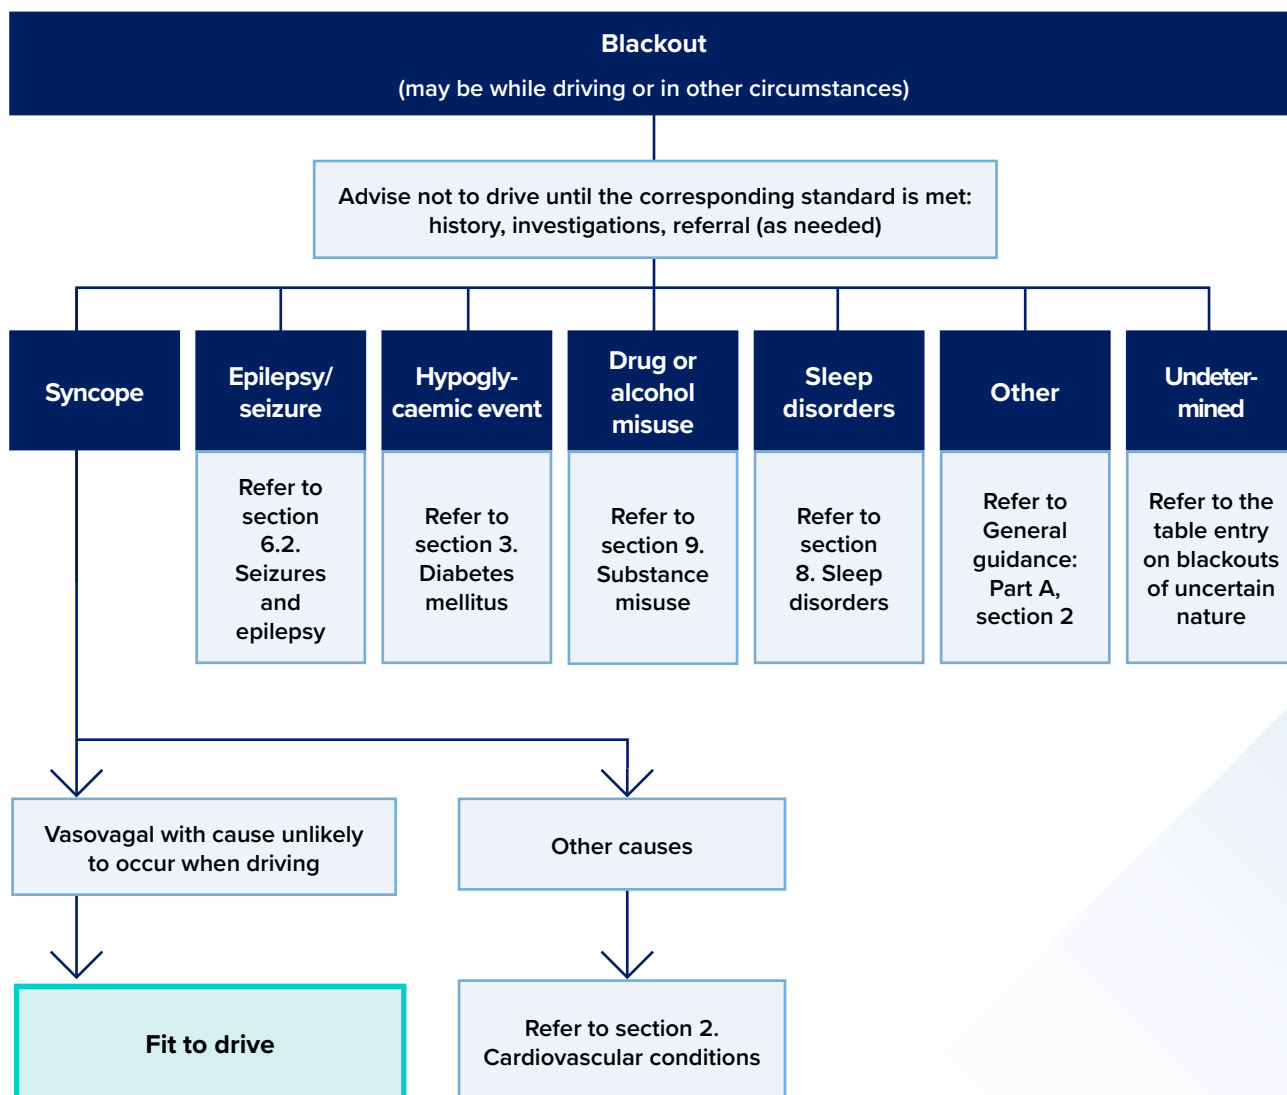 Blackout
(may be while driving or in other circumstances)
Advise not to drive until the corresponding standard is met:
history, investigations, referral (as needed)
Syncope
Epilepsy/
seizure
Hypogly-
caemic event
Drug or
alcohol
misuse
Sleep
disorders
Other
Undeter-
mined
Refer to
section
6.2.
Seizures
and
epilepsy
Refer to
section 3.
Diabetes
mellitus
Refer to
section 9.
Substance
misuse
Refer to
section
8. Sleep
disorders
Refer to
General
guidance:
Part A,
section 2
Refer to the
table entry
on blackouts
of uncertain
nature
Vasovagal with cause unlikely
to occur when driving
Other causes
Fit to drive
Refer to section 2.
Cardiovascular conditions